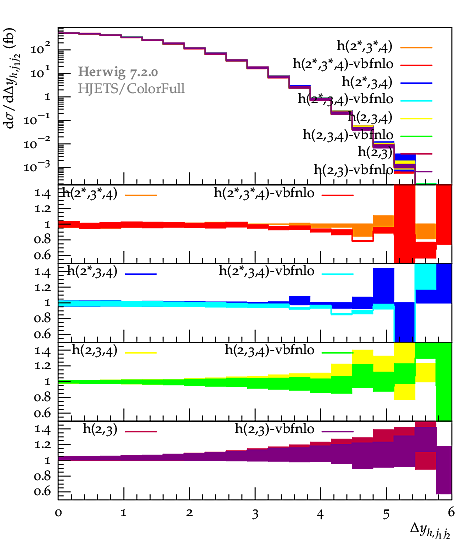 dσ/dΔy_{h,j_1j_2} (fb)
10^2
10^1
1
10^−1
10^−2
10^−3
Herwig 7.2.0
HJETS/ColorFull
h(2*,3*,4)
h(2*,3*,4)-vbfnlo
h(2*,3,4)
h(2*,3,4)-vbfnlo
h(2,3,4)
h(2,3,4)-vbfnlo
h(2,3)
h(2,3)-vbfnlo
1.4
1.2
1
0.8
0.6
h(2*,3*,4)
h(2*,3*,4)-vbfnlo
1.4
1.2
1
0.8
0.6
h(2*,3,4)
h(2*,3,4)-vbfnlo
1.4
1.2
1
0.8
0.6
h(2,3,4)
h(2,3,4)-vbfnlo
1.4
1.2
1
0.8
0.6
h(2,3)
h(2,3)-vbfnlo
0 1 2 3 4 5 6
Δy_{h,j_1j_2}